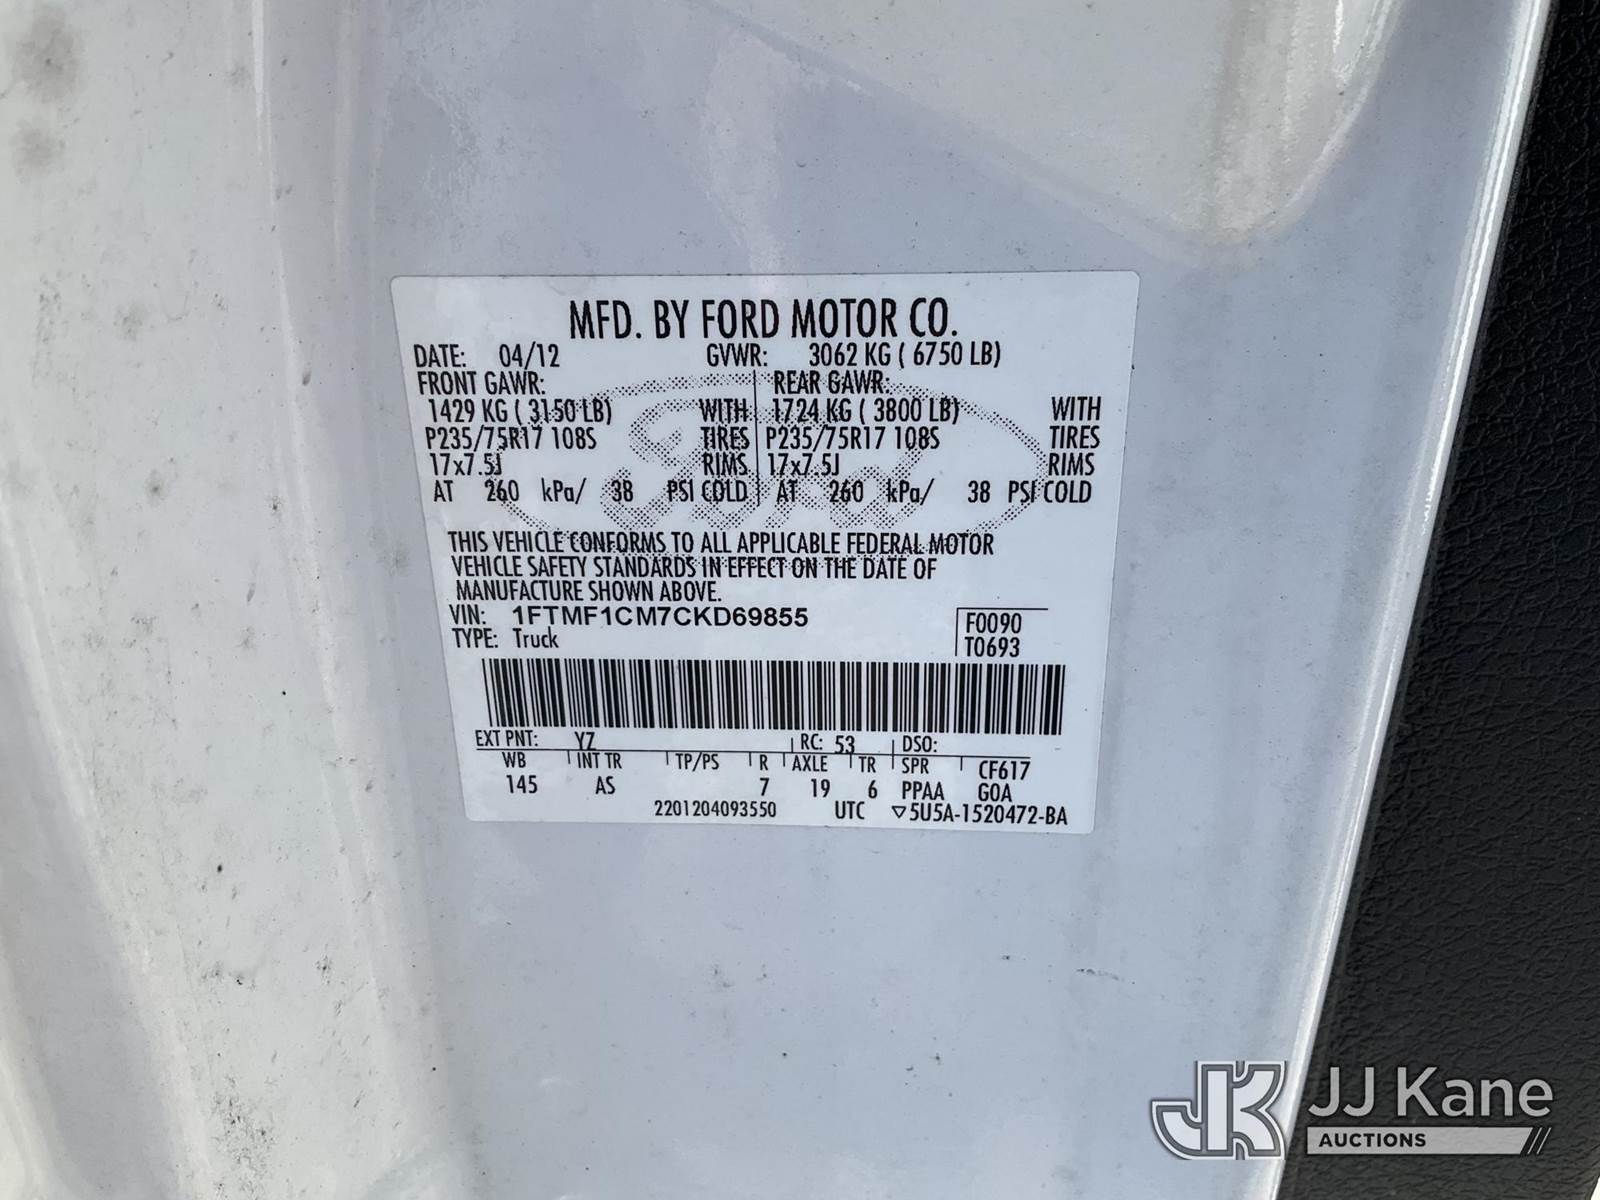 MFD. BY FORD MOTOR CO.
DATE: 04/12 GVWR: 3062 KG ( 6750 LB)
FRONT GAWR: REAR GAWR:
1429 KG ( 3150 LB) WITH 1724 KG ( 3800 LB) WITH
P235/75R17 108S TIRES P235/75R17 108S TIRES
17x7.5J RIMS 17x7.5J RIMS
AT 260 kPa/ 38 PSI COLD AT 260 kPa/ 38 PSI COLD
Ford
THIS VEHICLE CONFORMS TO ALL APPLICABLE FEDERAL MOTOR
VEHICLE SAFETY STANDARDS IN EFFECT ON THE DATE OF
MANUFACTURE SHOWN ABOVE.
VIN: 1FTMF1CM7CKD69855 F0090
TYPE: Truck T0693
EXT PNT: YZ RC: 53 DSO:
WB INT TR TP/PS R AXLE TR SPR CF617
145 AS 7 19 6 PPAA G0A
2201204093550 UTC ▽5U5A-1520472-BA
JK JJ Kane
AUCTIONS